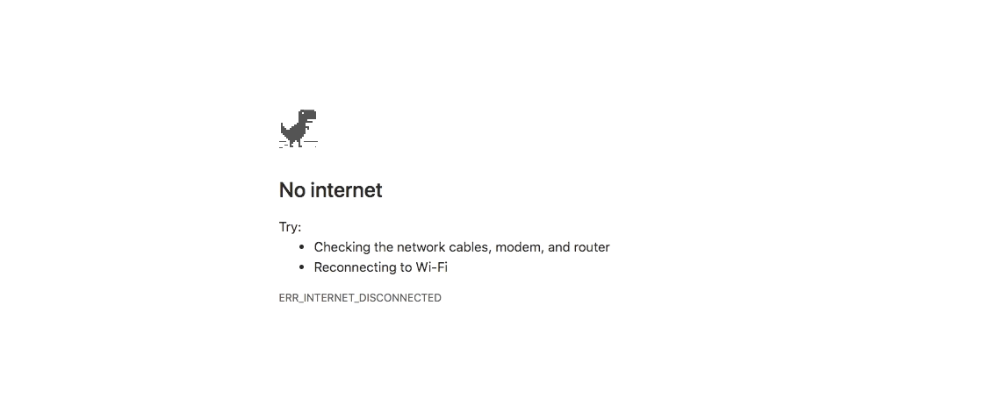 No internet
Try:
• Checking the network cables, modem, and router
• Reconnecting to Wi-Fi
ERR_INTERNET_DISCONNECTED